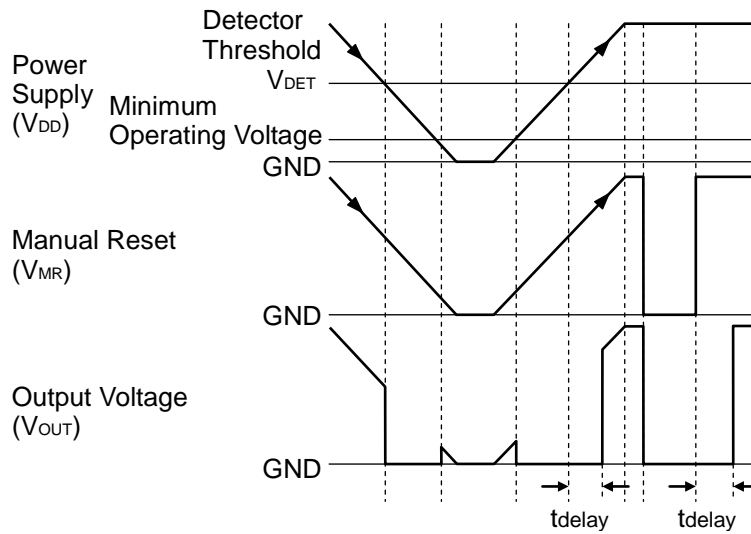 Detector
Threshold
VDET
Power
Supply
(VDD)
Minimum
Operating Voltage
GND
Manual Reset
(VMR)
GND
Output Voltage
(VOUT)
GND
tdelay
tdelay